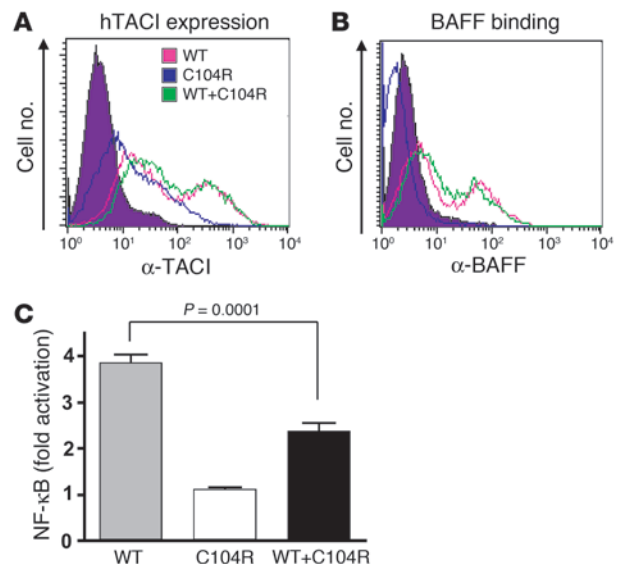 A
hTACI expression
WT
C104R
WT+C104R
Cell no.
10⁰ 10¹ 10² 10³ 10⁴
α-TACI
B
BAFF binding
Cell no.
10⁰ 10¹ 10² 10³ 10⁴
α-BAFF
C
P = 0.0001
NF-κB (fold activation)
4
3
2
1
0
WT C104R WT+C104R